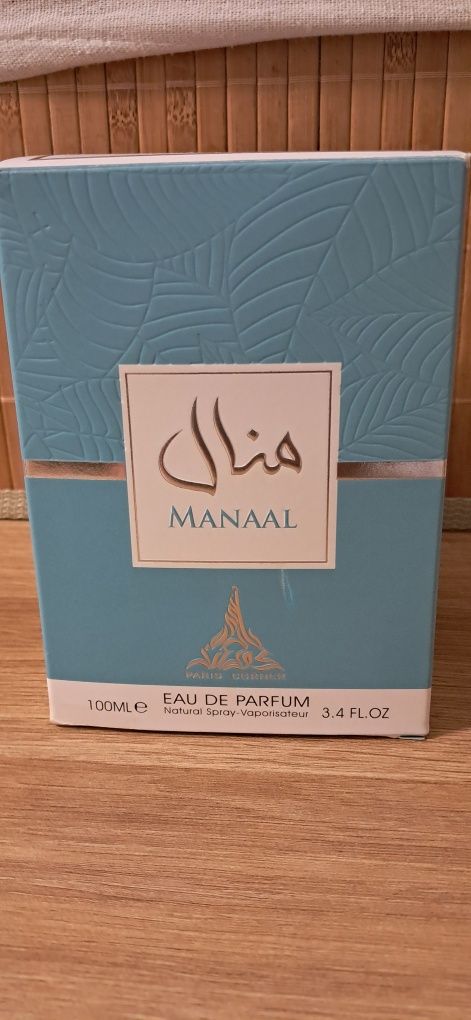 منال
MANAAL
PARIS CORNER
100ML e EAU DE PARFUM 3.4 FL.OZ
Natural Spray-Vaporisateur